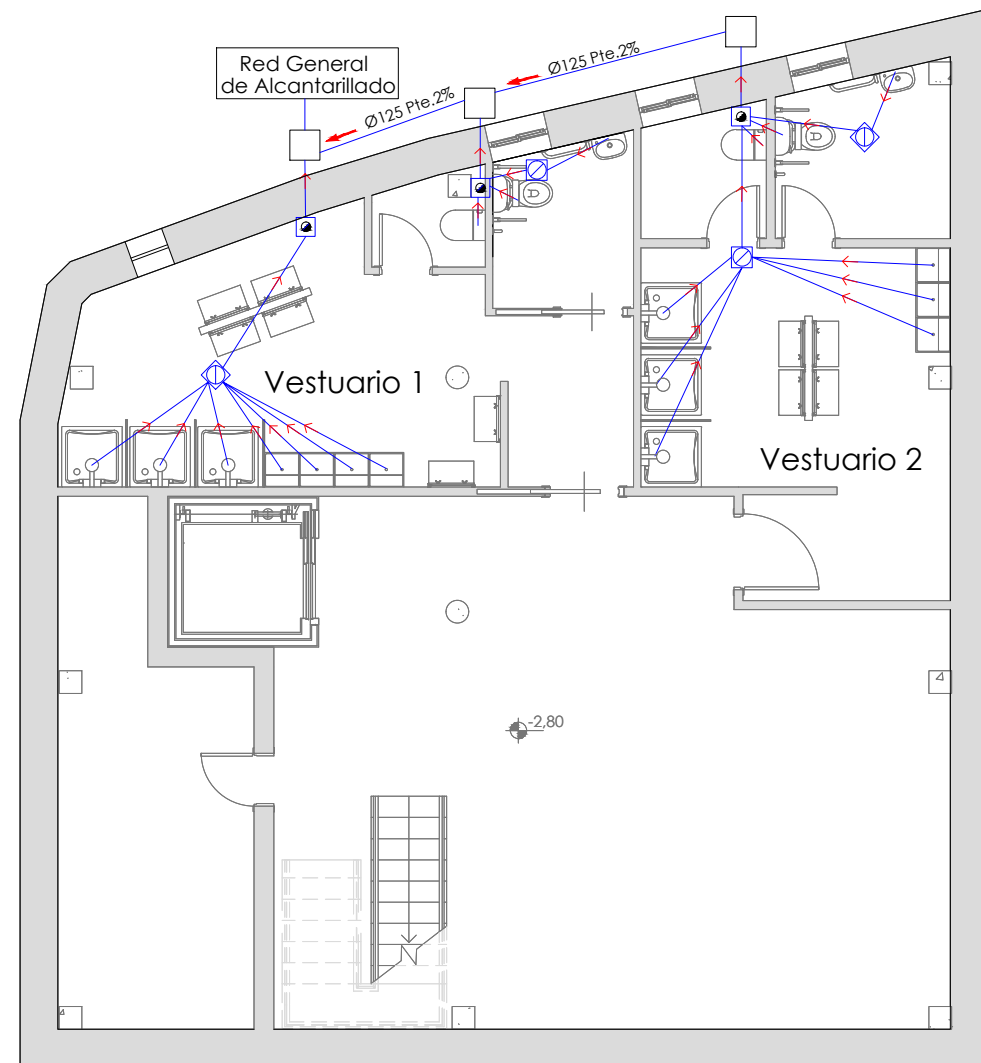 Red General
de Alcantarillado
Ø125 Pte.2%
Ø125 Pte.2%
Vestuario 1
Vestuario 2
-2,80
N